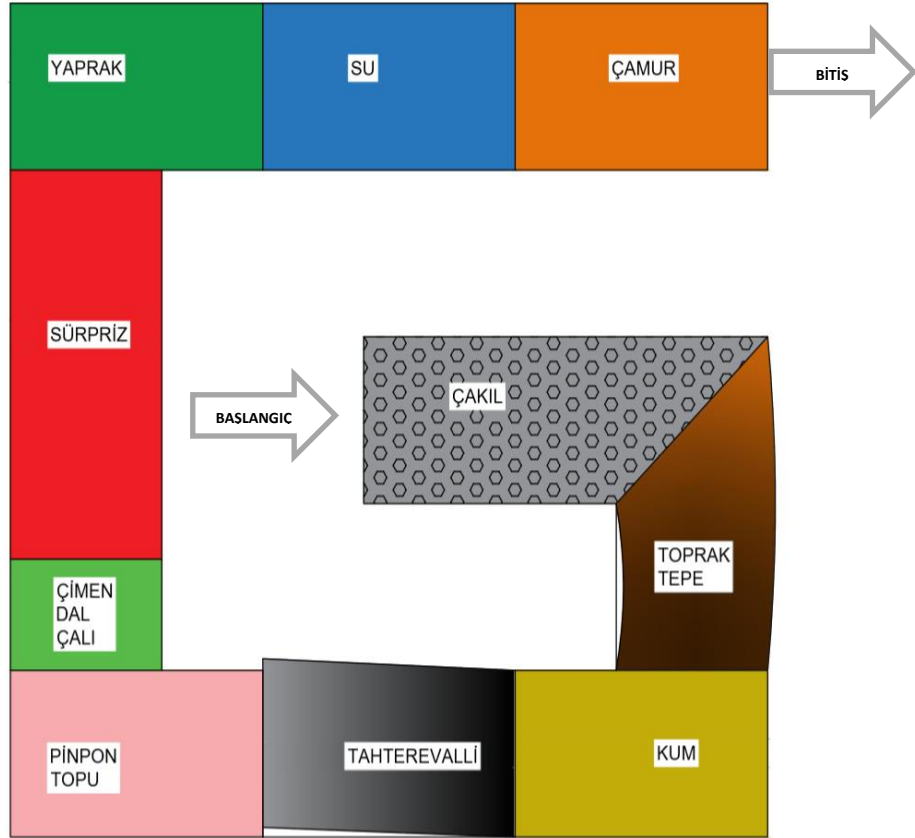 YAPRAK
SU
ÇAMUR
BİTİŞ
SÜRPRİZ
BAŞLANGIÇ
ÇAKIL
TOPRAK
TEPE
ÇİMEN
DAL
ÇALI
PİNPON
TOPU
TAHTEREVALLİ
KUM